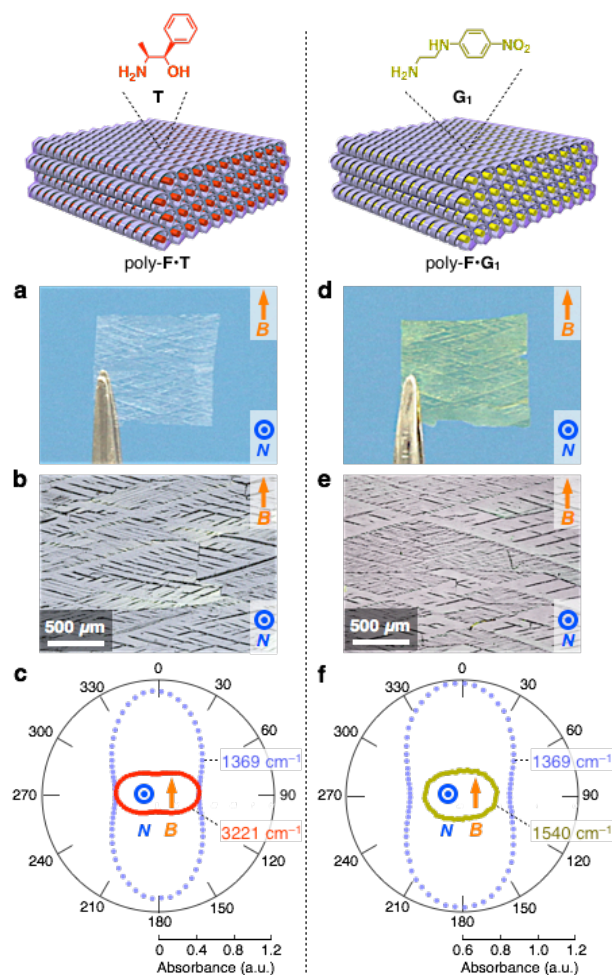 H₂N
OH
T
poly-F·T
HN
NO₂
H₂N
G₁
poly-F·G₁
a
B
N
d
B
N
b
B
500 μm
N
e
B
500 μm
N
c
0
30
60
90
120
150
180
210
240
270
300
330
1369 cm⁻¹
3221 cm⁻¹
N
B
0 0.4 0.8 1.2
Absorbance (a.u.)
f
0
30
60
90
120
150
180
210
240
270
300
330
1369 cm⁻¹
1540 cm⁻¹
N
B
0.6 0.8 1.0 1.2
Absorbance (a.u.)